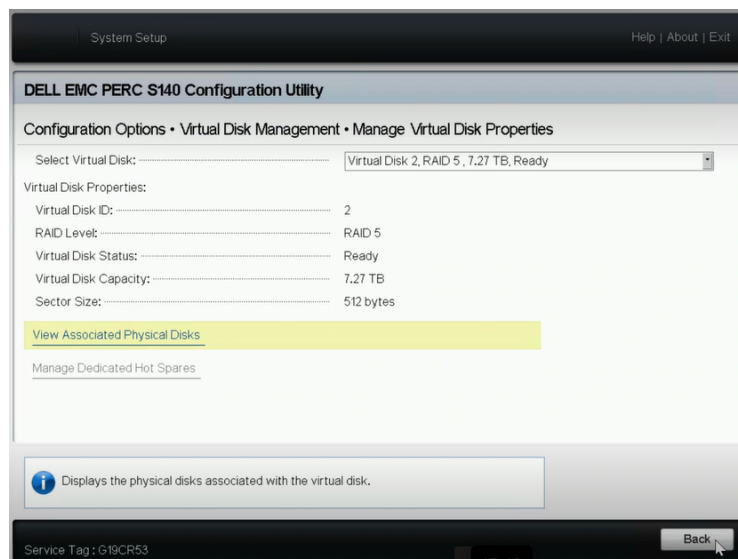 System Setup
Help | About | Exit
DELL EMC PERC S140 Configuration Utility
Configuration Options • Virtual Disk Management • Manage Virtual Disk Properties
Select Virtual Disk: Virtual Disk 2, RAID 5 , 7.27 TB, Ready
Virtual Disk Properties:
Virtual Disk ID: 2
RAID Level: RAID 5
Virtual Disk Status: Ready
Virtual Disk Capacity: 7.27 TB
Sector Size: 512 bytes
View Associated Physical Disks
Manage Dedicated Hot Spares
Displays the physical disks associated with the virtual disk.
Service Tag : G19CR53
Back